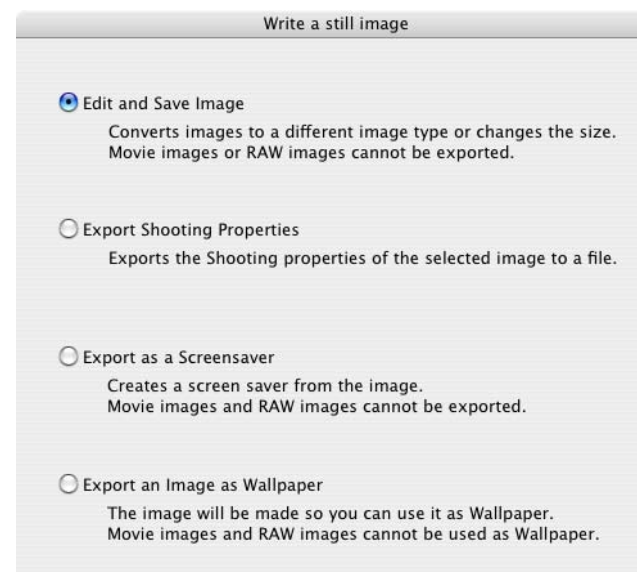 Write a still image
Edit and Save Image
Converts images to a different image type or changes the size.
Movie images or RAW images cannot be exported.
Export Shooting Properties
Exports the Shooting properties of the selected image to a file.
Export as a Screensaver
Creates a screen saver from the image.
Movie images and RAW images cannot be exported.
Export an Image as Wallpaper
The image will be made so you can use it as Wallpaper.
Movie images and RAW images cannot be used as Wallpaper.